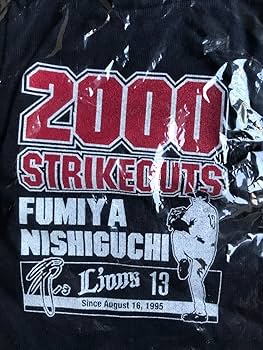 2000
STRIKEOUTS
FUMIYA
NISHIGUCHI
Lions 13
Since August 16, 1995